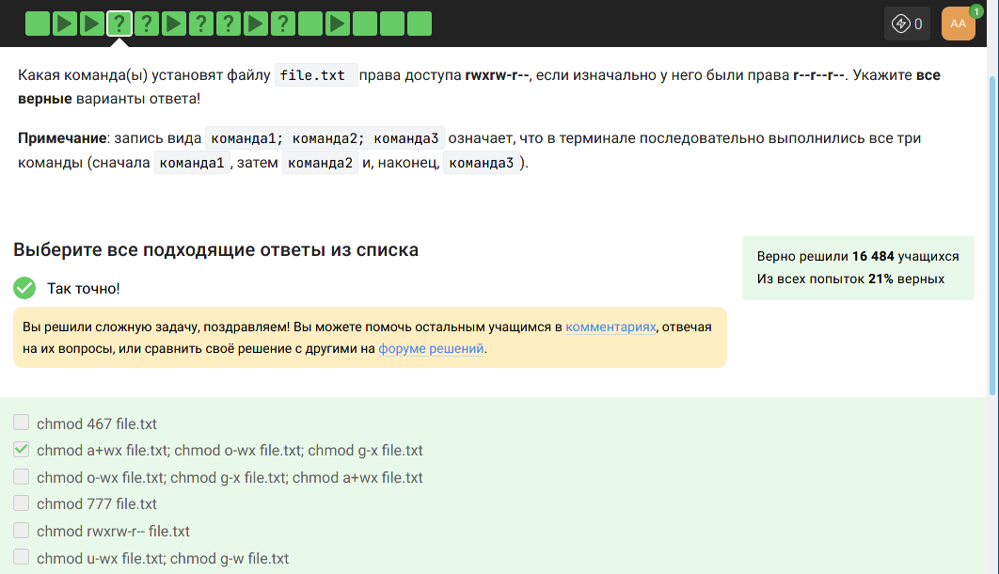 ? ? ? ? ? 0 AA 1
Какая команда(ы) установят файлу file.txt права доступа rwxrw-r--, если изначально у него были права r--r--r--. Укажите все
верные варианты ответа!
Примечание: запись вида команда1; команда2; команда3 означает, что в терминале последовательно выполнились все три
команды (сначала команда1, затем команда2 и, наконец, команда3).
Выберите все подходящие ответы из списка
Верно решили 16 484 учащихся
Из всех попыток 21% верных
Так точно!
Вы решили сложную задачу, поздравляем! Вы можете помочь остальным учащимся в комментариях, отвечая
на их вопросы, или сравнить своё решение с другими на форуме решений.
chmod 467 file.txt
chmod a+wx file.txt; chmod o-wx file.txt; chmod g-x file.txt
chmod o-wx file.txt; chmod g-x file.txt; chmod a+wx file.txt
chmod 777 file.txt
chmod rwxrw-r-- file.txt
chmod u-wx file.txt; chmod g-w file.txt